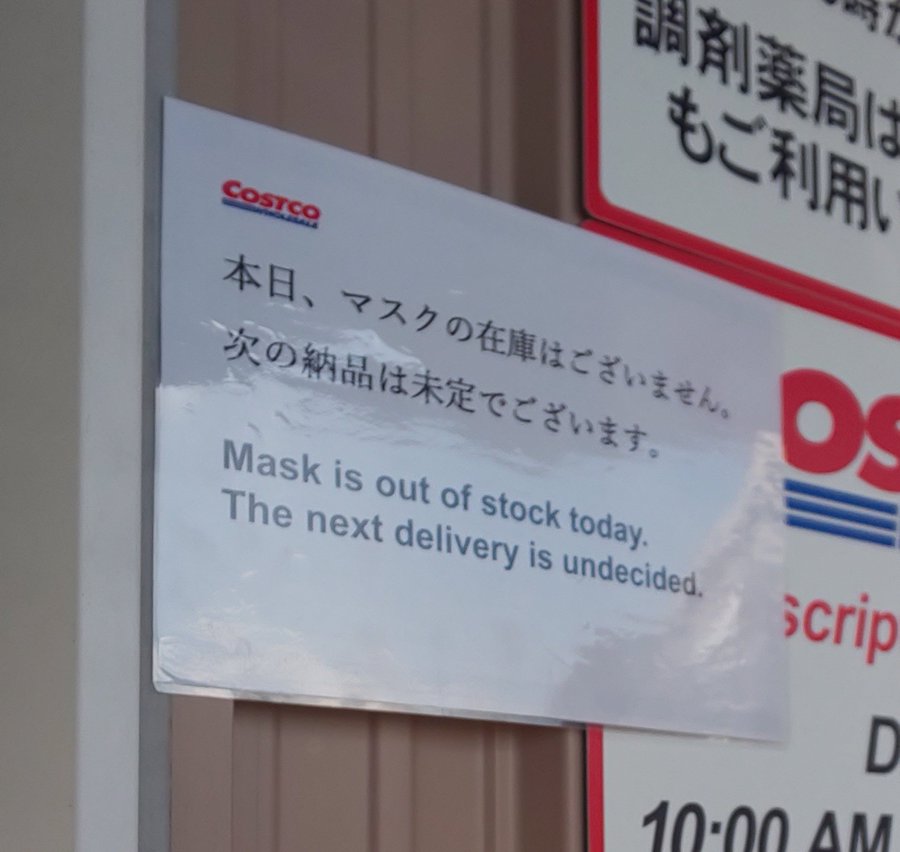 COSTCO
WHOLESALE
本日、マスクの在庫はございません。
次の納品は未定でございます。
Mask is out of stock today.
The next delivery is undecided.
調剤薬局は
もご利用い
OS
scrip
D
10:00 AM